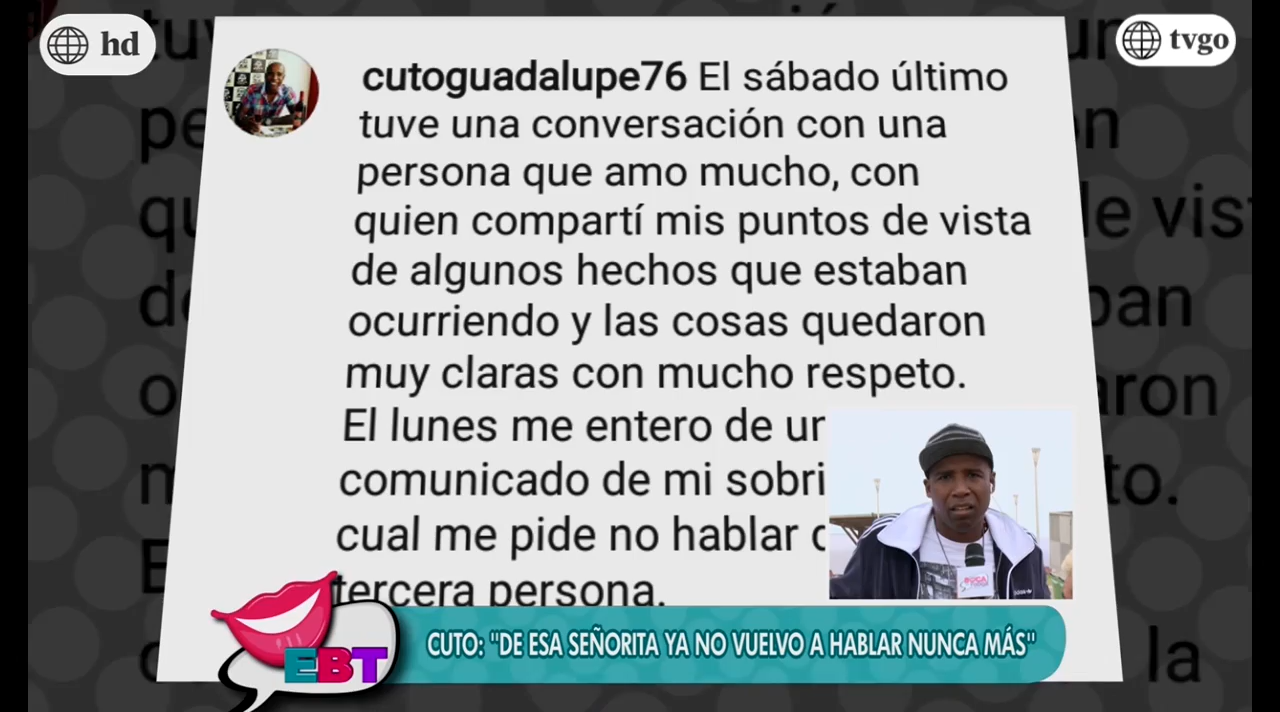 hd
tvgo
cutoguadalupe76 El sábado último
tuve una conversación con una
persona que amo mucho, con
quien compartí mis puntos de vista
de algunos hechos que estaban
ocurriendo y las cosas quedaron
muy claras con mucho respeto.
El lunes me entero de un
comunicado de mi sobri
cual me pide no hablar
tercera persona.
EBT
CUTO: "DE ESA SEÑORITA YA NO VUELVO A HABLAR NUNCA MÁS"
la